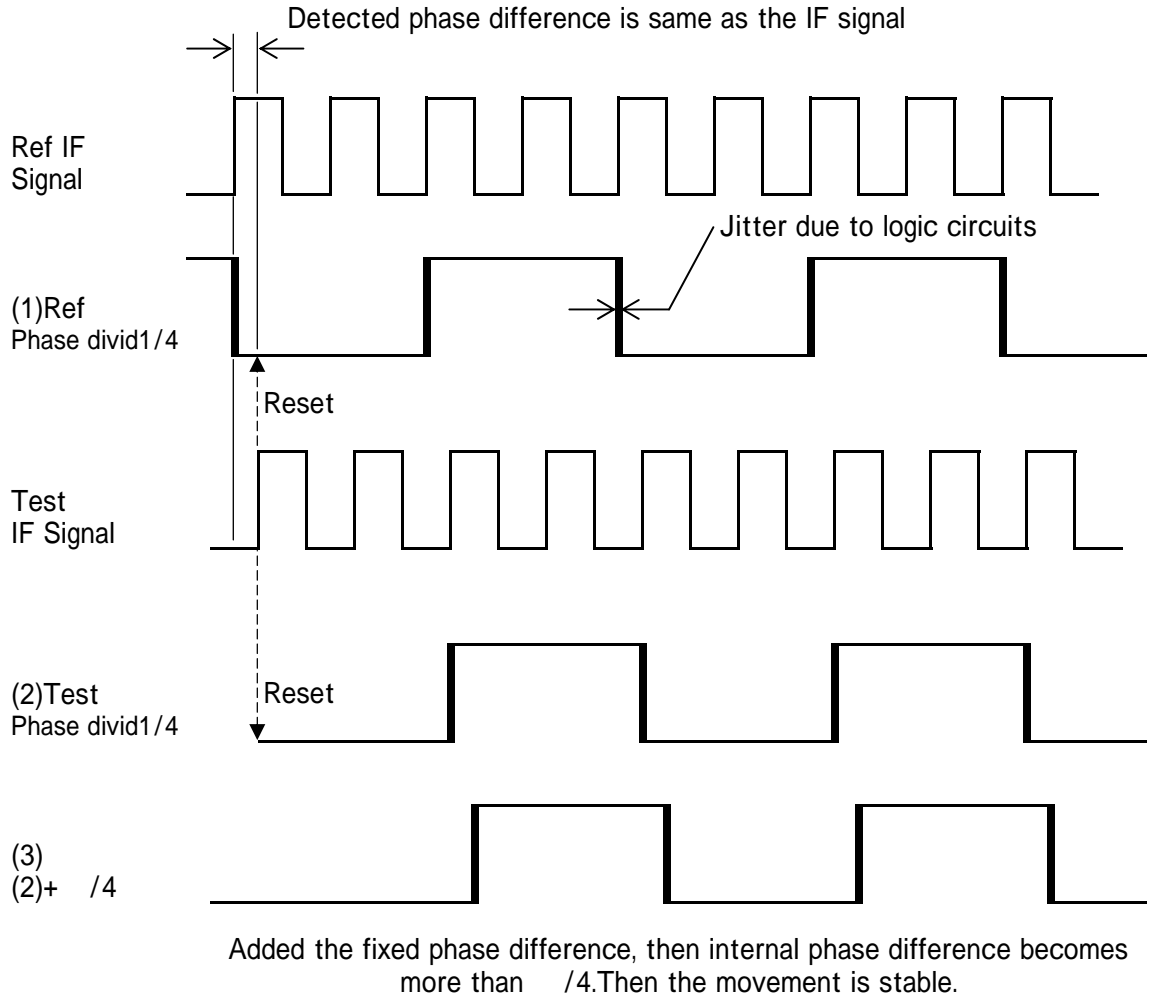 Detected phase difference is same as the IF signal
Ref IF
Signal
Jitter due to logic circuits
(1)Ref
Phase divid1/4
Reset
Test
IF Signal
(2)Test
Phase divid1/4
Reset
(3)
(2)+ /4
Added the fixed phase difference, then internal phase difference becomes
more than /4.Then the movement is stable.